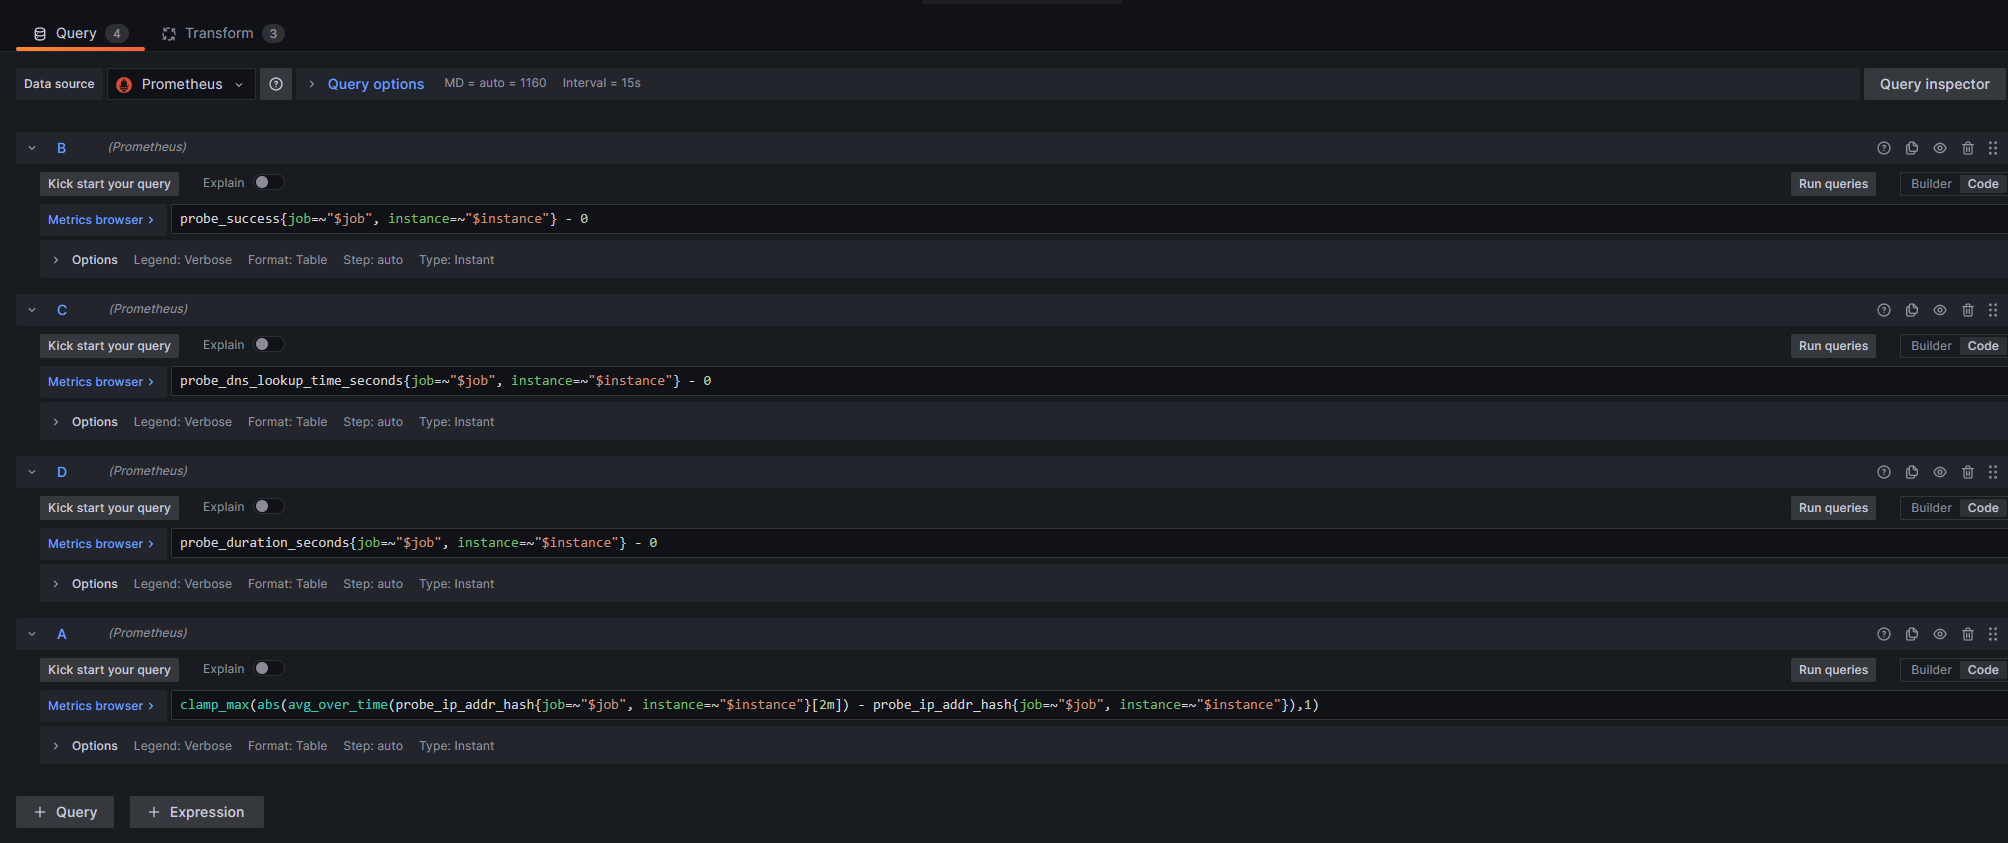 Query 4 Transform 3
Data source Prometheus Query options MD = auto = 1160 Interval = 15s Query inspector
B (Prometheus)
Kick start your query Explain Run queries Builder Code
Metrics browser > probe_success{job=~"$job", instance=~"$instance"} - 0
Options Legend: Verbose Format: Table Step: auto Type: Instant
C (Prometheus)
Kick start your query Explain Run queries Builder Code
Metrics browser > probe_dns_lookup_time_seconds{job=~"$job", instance=~"$instance"} - 0
Options Legend: Verbose Format: Table Step: auto Type: Instant
D (Prometheus)
Kick start your query Explain Run queries Builder Code
Metrics browser > probe_duration_seconds{job=~"$job", instance=~"$instance"} - 0
Options Legend: Verbose Format: Table Step: auto Type: Instant
A (Prometheus)
Kick start your query Explain Run queries Builder Code
Metrics browser > clamp_max(abs(avg_over_time(probe_ip_addr_hash{job=~"$job", instance=~"$instance"}[2m]) - probe_ip_addr_hash{job=~"$job", instance=~"$instance"}),1)
Options Legend: Verbose Format: Table Step: auto Type: Instant
+ Query + Expression